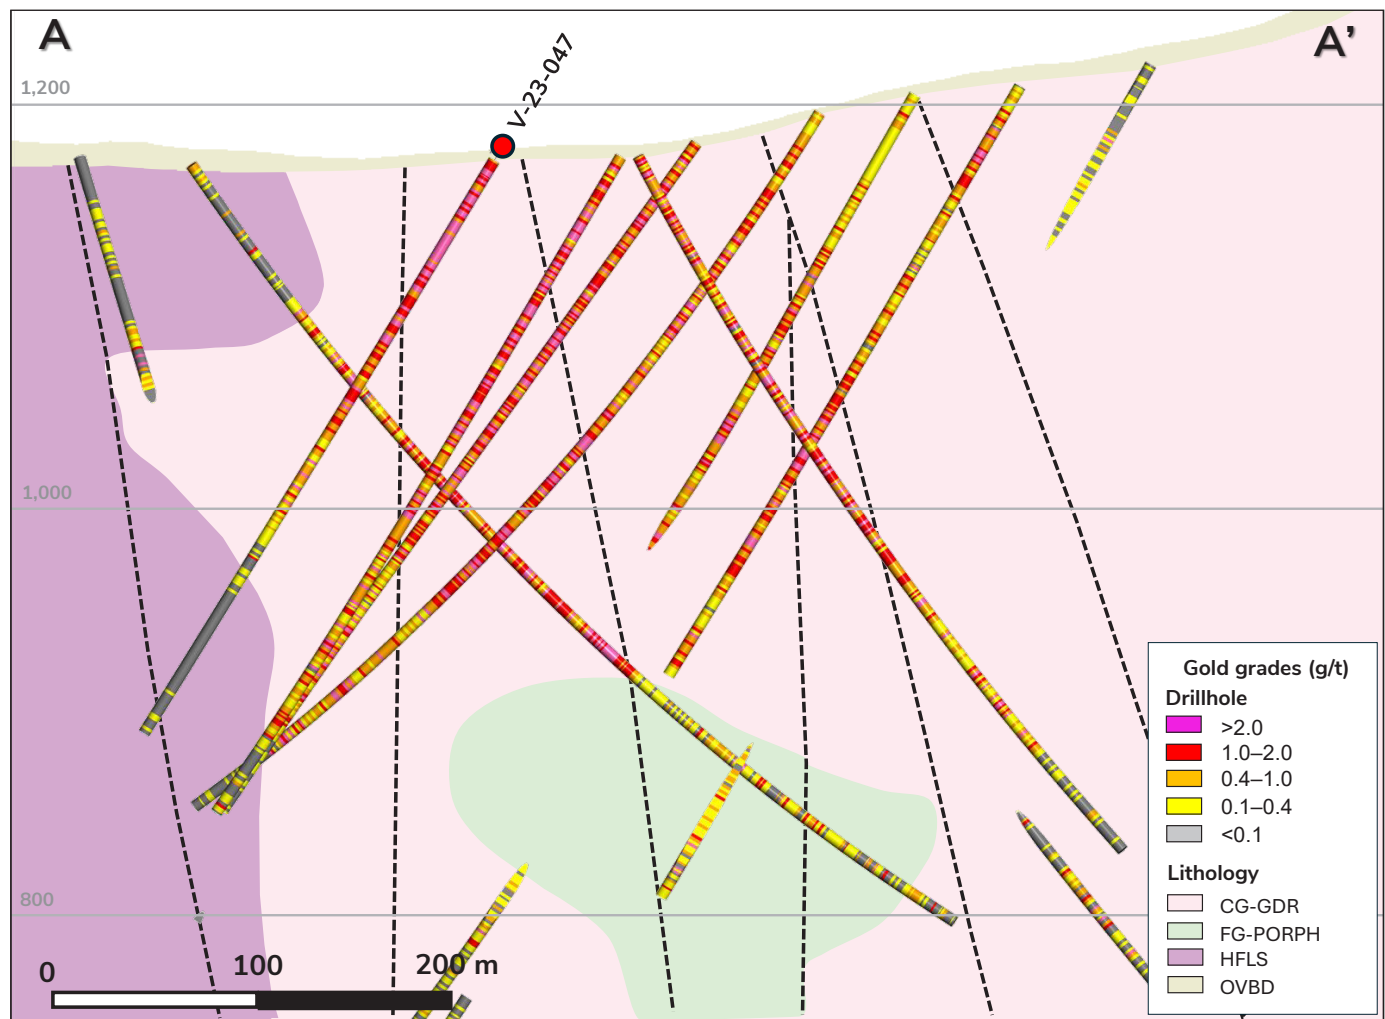 A
A’
V-23-047
1,200
1,000
800
0
100
200 m
Gold grades (g/t)
Drillhole
>2.0
1.0–2.0
0.4–1.0
0.1–0.4
<0.1
Lithology
CG-GDR
FG-PORPH
HFLS
OVBD